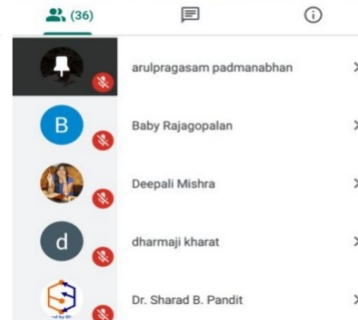 (36)
arulpragasam padmanabhan
B
Baby Rajagopalan
Deepali Mishra
d
dharmaji kharat
Dr. Sharad B. Pandit